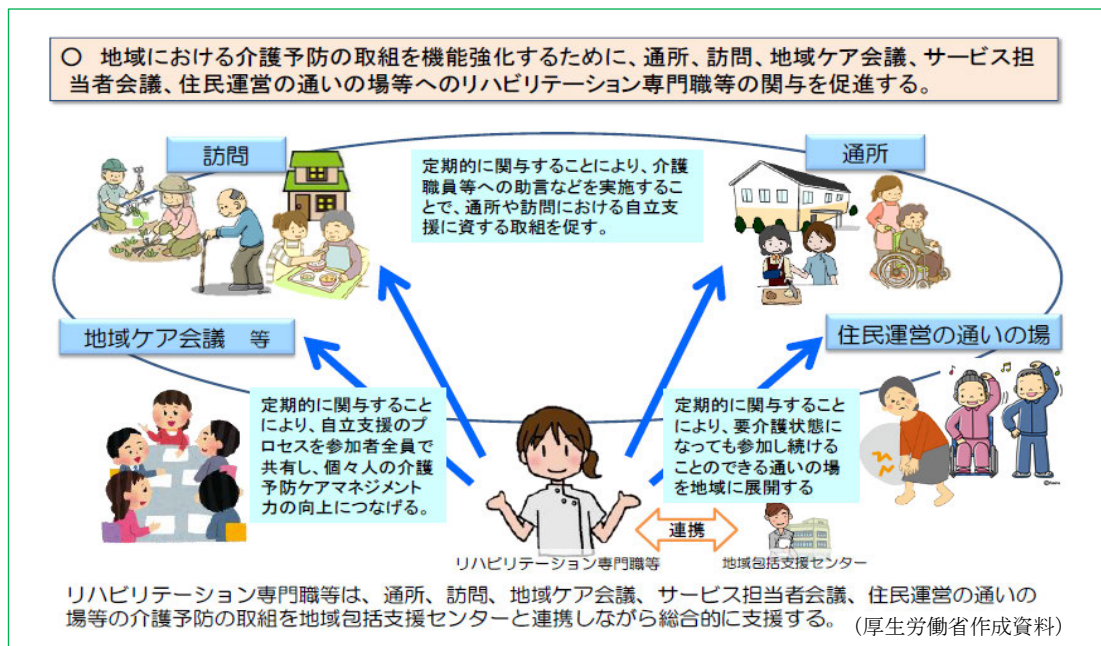 ○ 地域における介護予防の取組を機能強化するために、通所、訪問、地域ケア会議、サービス担
当者会議、住民運営の通いの場等へのリハビリテーション専門職等の関与を促進する。
訪問
定期的に関与することにより、介護
職員等への助言などを実施するこ
とで、通所や訪問における自立支
援に資する取組を促す。
通所
地域ケア会議 等
住民運営の通いの場
定期的に関与すること
により、自立支援のプ
ロセスを参加者全員で
共有し、個々人の介護
予防ケアマネジメント
力の向上につなげる。
定期的に関与すること
により、要介護状態に
なっても参加し続ける
ことのできる通いの場
を地域に展開する
連携
リハビリテーション専門職等
地域包括支援センター
リハビリテーション専門職等は、通所、訪問、地域ケア会議、サービス担当者会議、住民運営の通いの
場等の介護予防の取組を地域包括支援センターと連携しながら総合的に支援する。
（厚生労働省作成資料）